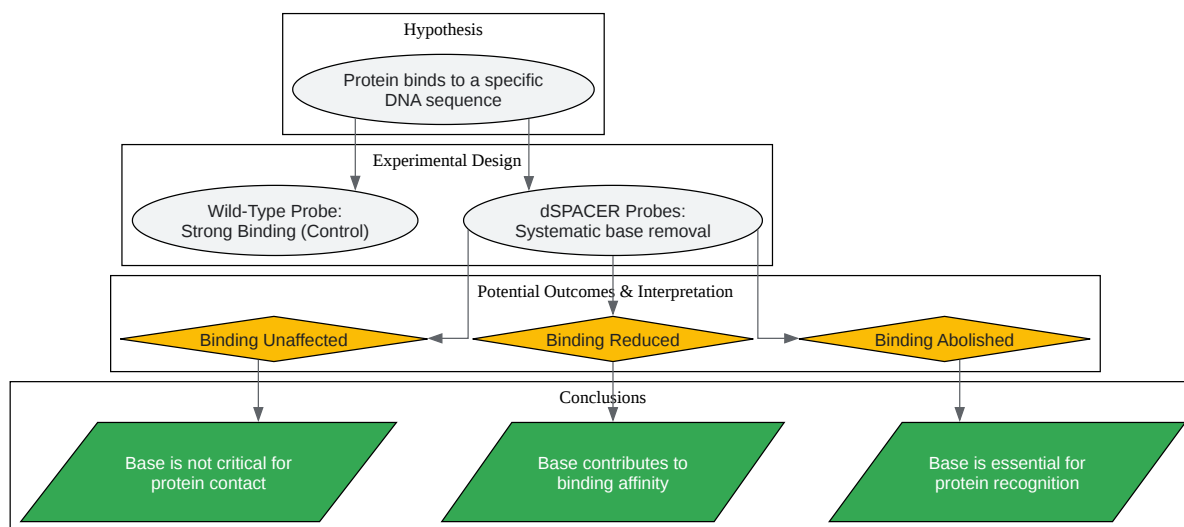 Hypothesis
Protein binds to a specific
DNA sequence
Experimental Design
Wild-Type Probe:
Strong Binding (Control)
dSPACER Probes:
Systematic base removal
Potential Outcomes & Interpretation
Binding Unaffected
Binding Reduced
Binding Abolished
Conclusions
Base is not critical for
protein contact
Base contributes to
binding affinity
Base is essential for
protein recognition